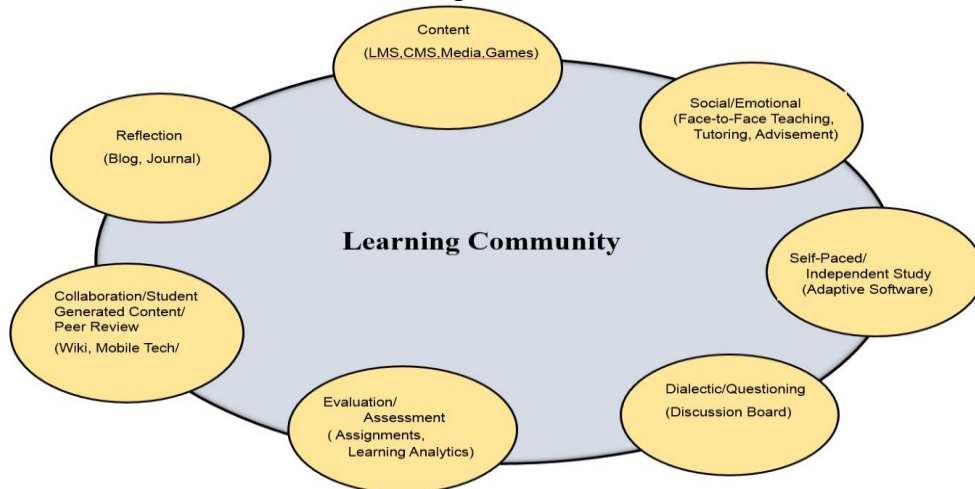 Content
(LMS,CMS,Media,Games)
Social/Emotional
(Face-to-Face Teaching,
Tutoring, Advisement)
Reflection
(Blog, Journal)
Learning Community
Self-Paced/
Independent Study
(Adaptive Software)
Collaboration/Student
Generated Content/
Peer Review
(Wiki, Mobile Tech/
Evaluation/
Assessment
( Assignments,
Learning Analytics)
Dialectic/Questioning
(Discussion Board)